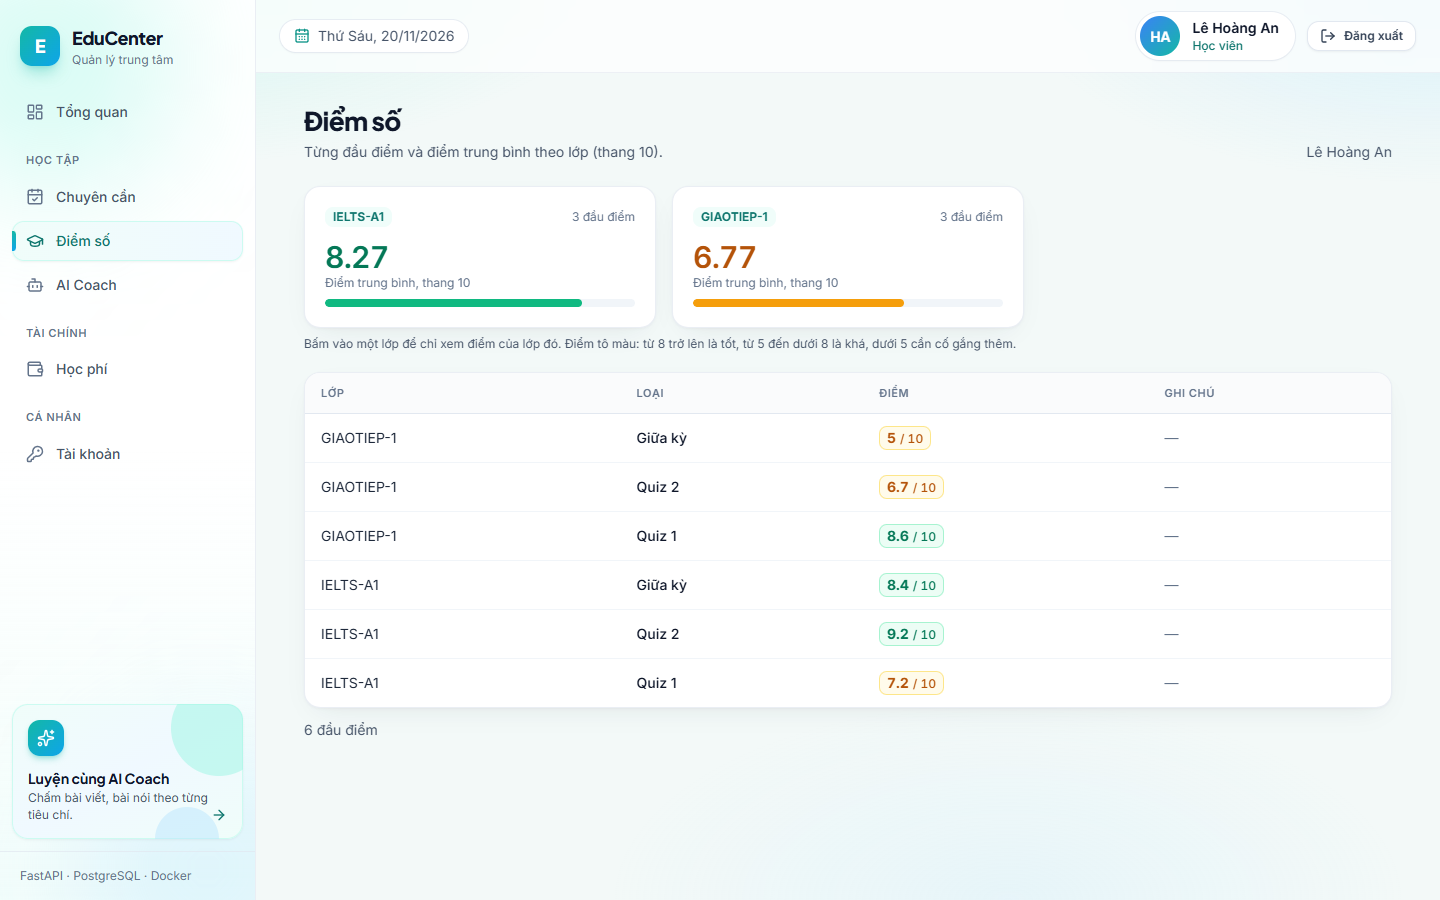 E
EduCenter
Quản lý trung tâm
Tổng quan
HỌC TẬP
Chuyên cần
Điểm số
AI Coach
TÀI CHÍNH
Học phí
CÁ NHÂN
Tài khoản
Luyện cùng AI Coach
Chấm bài viết, bài nói theo từng
tiêu chí.
FastAPI · PostgreSQL · Docker
Thứ Sáu, 20/11/2026
HA
Lê Hoàng An
Học viên
Đăng xuất
Điểm số
Từng đầu điểm và điểm trung bình theo lớp (thang 10).
Lê Hoàng An
IELTS-A1 3 đầu điểm
8.27
Điểm trung bình, thang 10
GIAOTIEP-1 3 đầu điểm
6.77
Điểm trung bình, thang 10
Bấm vào một lớp để chỉ xem điểm của lớp đó. Điểm tô màu: từ 8 trở lên là tốt, từ 5 đến dưới 8 là khá, dưới 5 cần cố gắng thêm.
LỚP LOẠI ĐIỂM GHI CHÚ
GIAOTIEP-1 Giữa kỳ 5 / 10 —
GIAOTIEP-1 Quiz 2 6.7 / 10 —
GIAOTIEP-1 Quiz 1 8.6 / 10 —
IELTS-A1 Giữa kỳ 8.4 / 10 —
IELTS-A1 Quiz 2 9.2 / 10 —
IELTS-A1 Quiz 1 7.2 / 10 —
6 đầu điểm